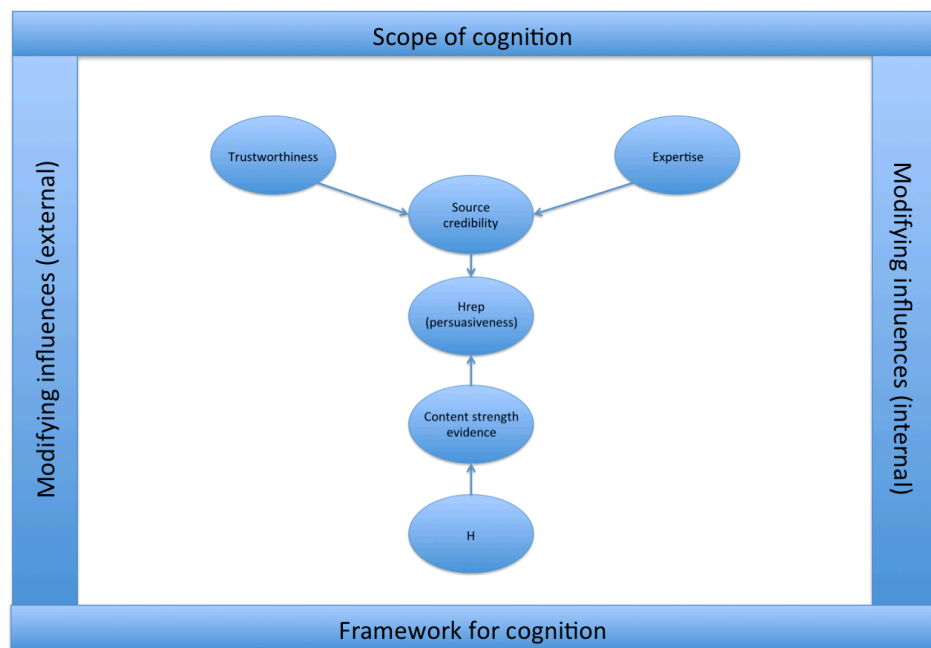 Scope of cognition
Modifying influences (external)
Trustworthiness
Expertise
Source
credibility
Hrep
(persuasiveness)
Content strength
evidence
H
Modifying influences (internal)
Framework for cognition